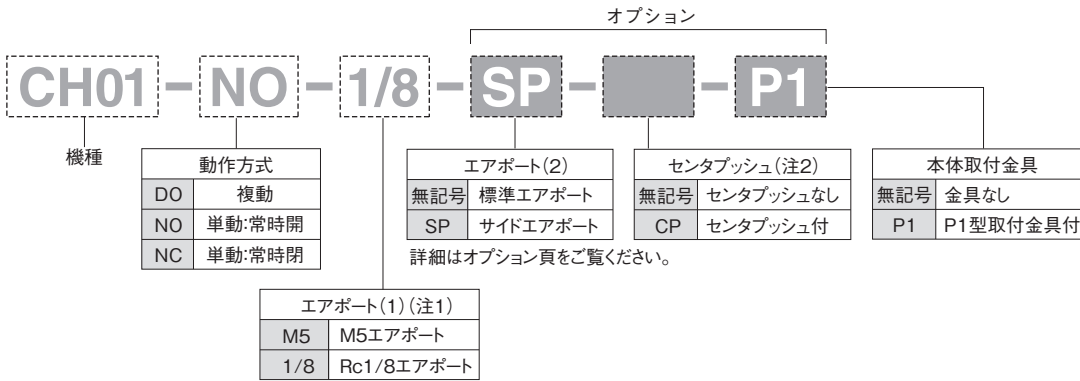 オプション
CH01-NO-1/8-SP- -P1
機種
動作方式
DO 複動
NO 単動:常時開
NC 単動:常時閉
エアポート(2)
無記号 標準エアポート
SP サイドエアポート
詳細はオプション頁をご覧ください。
センタプッシュ(注2)
無記号 センタプッシュなし
CP センタプッシュ付
本体取付金具
無記号 金具なし
P1 P1型取付金具付
エアポート(1)(注1)
M5 M5エアポート
1/8 Rc1/8エアポート